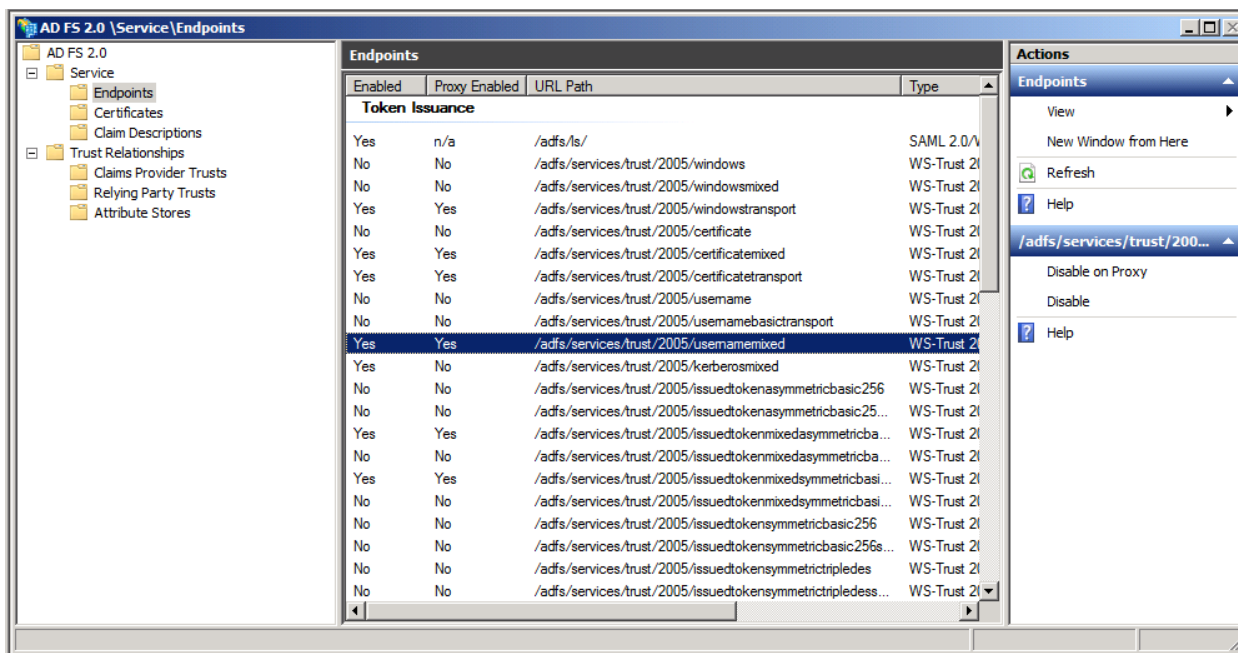 AD FS 2.0 \Service\Endpoints
AD FS 2.0
Service
Endpoints
Certificates
Claim Descriptions
Trust Relationships
Claims Provider Trusts
Relying Party Trusts
Attribute Stores
Endpoints
Enabled Proxy Enabled URL Path Type
Token Issuance
Yes n/a /adfs/ls/ SAML 2.0/W
No No /adfs/services/trust/2005/windows WS-Trust 20
No No /adfs/services/trust/2005/windowsmixed WS-Trust 20
Yes Yes /adfs/services/trust/2005/windowstransport WS-Trust 20
No No /adfs/services/trust/2005/certificate WS-Trust 20
Yes Yes /adfs/services/trust/2005/certificatemixed WS-Trust 20
Yes Yes /adfs/services/trust/2005/certificatetransport WS-Trust 20
No No /adfs/services/trust/2005/username WS-Trust 20
No No /adfs/services/trust/2005/usernamebasictransport WS-Trust 20
Yes Yes /adfs/services/trust/2005/usernamemixed WS-Trust 20
Yes No /adfs/services/trust/2005/kerberosmixed WS-Trust 20
No No /adfs/services/trust/2005/issuedtokenasymmetricbasic256 WS-Trust 20
No No /adfs/services/trust/2005/issuedtokenasymmetricbasic25... WS-Trust 20
Yes Yes /adfs/services/trust/2005/issuedtokenmixedasymmetricba... WS-Trust 20
No No /adfs/services/trust/2005/issuedtokenmixedasymmetricba... WS-Trust 20
Yes Yes /adfs/services/trust/2005/issuedtokenmixedsymmetricbasi... WS-Trust 20
No No /adfs/services/trust/2005/issuedtokenmixedsymmetricbasi... WS-Trust 20
No No /adfs/services/trust/2005/issuedtokensymmetricbasic256 WS-Trust 20
No No /adfs/services/trust/2005/issuedtokensymmetricbasic256s... WS-Trust 20
No No /adfs/services/trust/2005/issuedtokensymmetrictripledes WS-Trust 20
No No /adfs/services/trust/2005/issuedtokensymmetrictripledess... WS-Trust 20
Actions
Endpoints
View
New Window from Here
Refresh
Help
/adfs/services/trust/200...
Disable on Proxy
Disable
Help